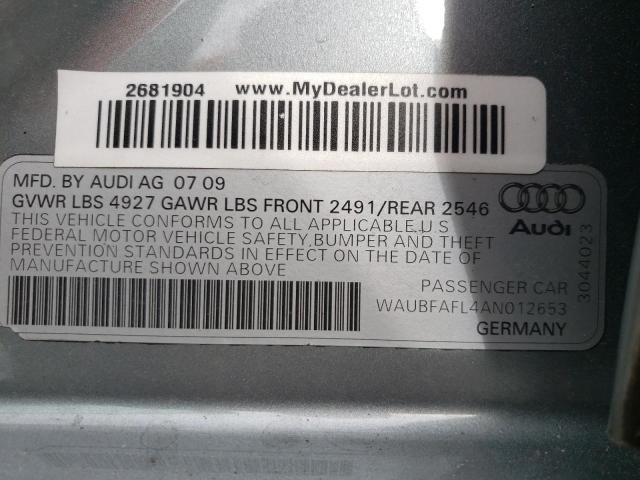 2681904 www.MyDealerLot.com
MFD. BY AUDI AG 07 09
GVWR LBS 4927 GAWR LBS FRONT 2491/REAR 2546
THIS VEHICLE CONFORMS TO ALL APPLICABLE,U.S
FEDERAL MOTOR VEHICLE SAFETY,BUMPER AND THEFT
PREVENTION STANDARDS IN EFFECT ON THE DATE OF
MANUFACTURE SHOWN ABOVE
Audi
3044023
PASSENGER CAR
WAUBFAFL4AN012653
GERMANY